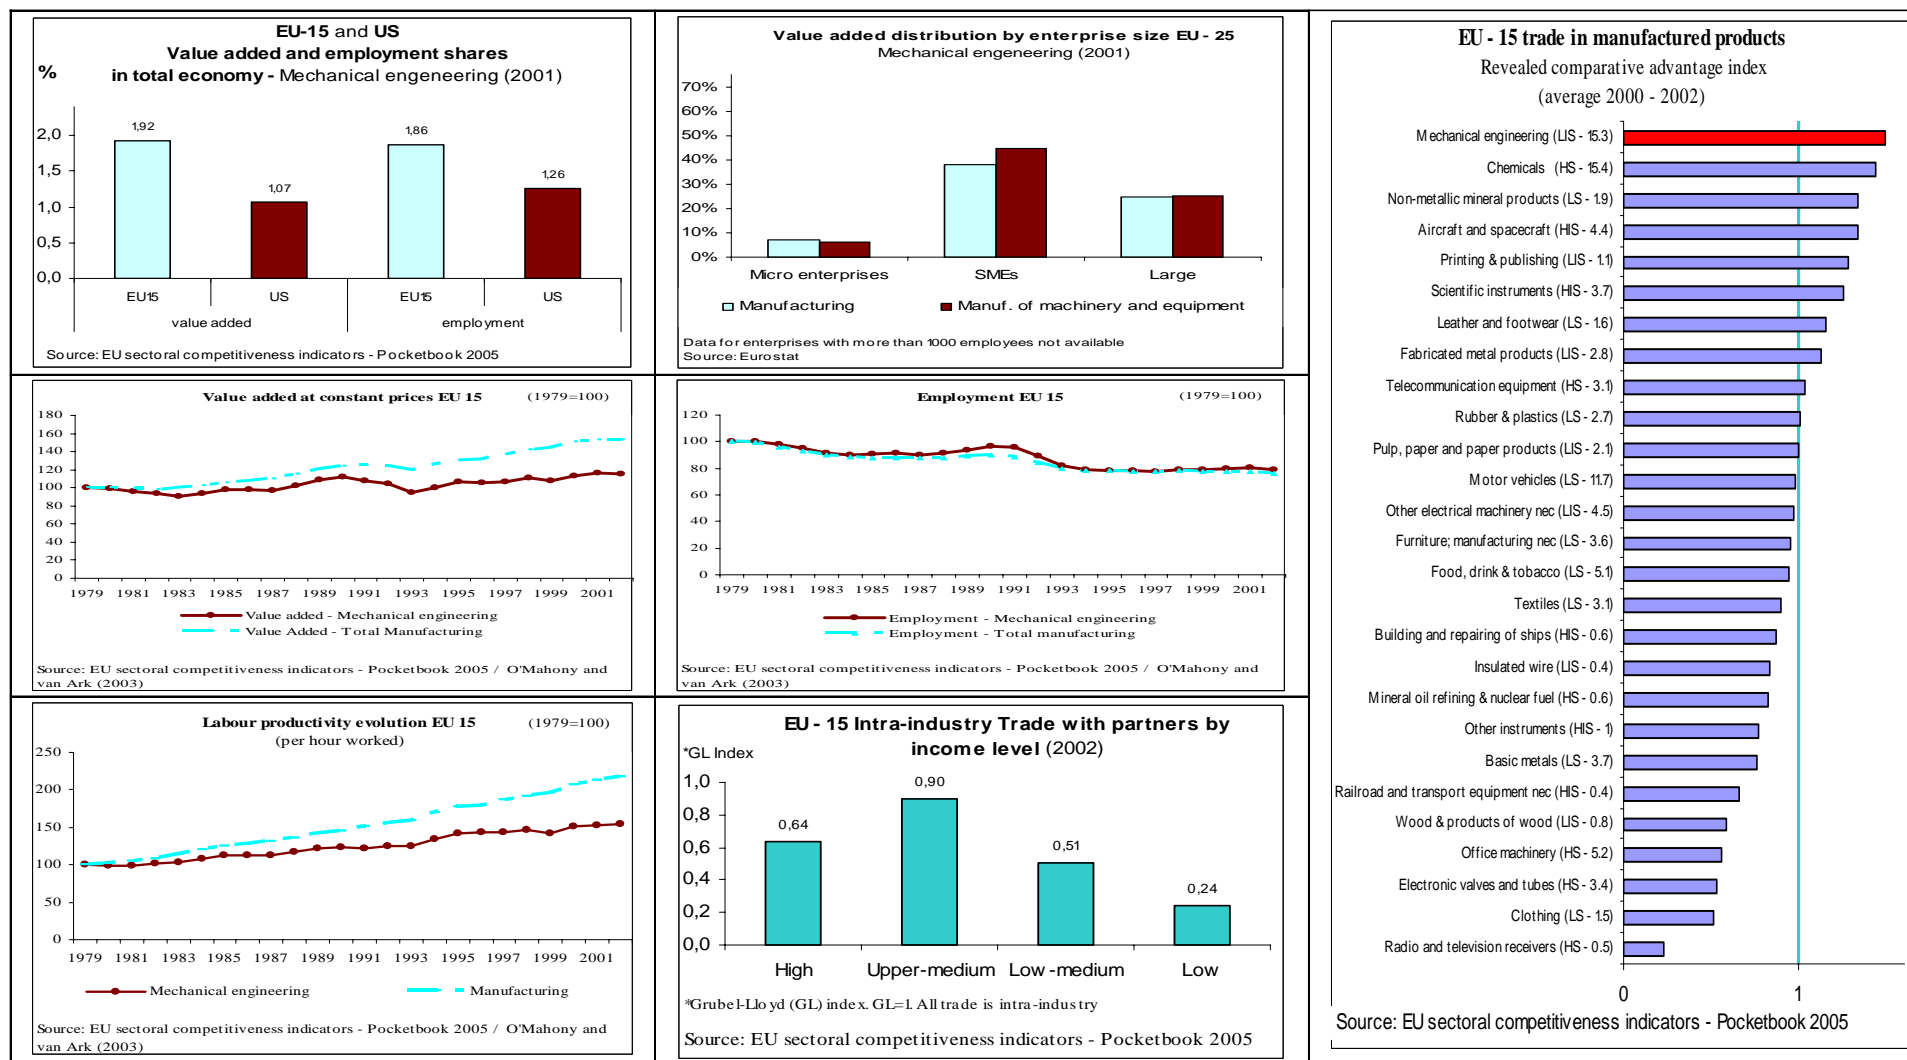 EU-15 and US
Value added and employment shares
in total economy - Mechanical engeneering (2001)
%
2,0
1,5
1,0
0,5
0,0
1,92
1,07
1,86
1,26
EU15
US
EU15
US
value added
employment
Source: EU sectoral competitiveness indicators - Pocketbook 2005
Value added distribution by enterprise size EU - 25
Mechanical engeneering (2001)
70%
60%
50%
40%
30%
20%
10%
0%
Micro enterprises
SMEs
Large
Manufacturing
Manuf. of machinery and equipment
Data for enterprises with more than 1000 employees not available
Source: Eurostat
Value added at constant prices EU 15 (1979=100)
180
160
140
120
100
80
60
40
20
0
1979 1981 1983 1985 1987 1989 1991 1993 1995 1997 1999 2001
Value added - Mechanical engineering
Value Added - Total Manufacturing
Source: EU sectoral competitiveness indicators - Pocketbook 2005 / O'Mahony and
van Ark (2003)
Employment EU 15 (1979=100)
120
100
80
60
40
20
0
1979 1981 1983 1985 1987 1989 1991 1993 1995 1997 1999 2001
Employment - Mechanical engineering
Employment - Total manufacturing
Source: EU sectoral competitiveness indicators - Pocketbook 2005 / O'Mahony and
van Ark (2003)
Labour productivity evolution EU 15 (1979=100)
(per hour worked)
250
200
150
100
50
0
1979 1981 1983 1985 1987 1989 1991 1993 1995 1997 1999 2001
Mechanical engineering
Manufacturing
Source: EU sectoral competitiveness indicators - Pocketbook 2005 / O'Mahony and
van Ark (2003)
EU - 15 Intra-industry Trade with partners by
income level (2002)
*GL Index
1,0
0,8
0,6
0,4
0,2
0,0
0,64
0,90
0,51
0,24
High
Upper-medium
Low-medium
Low
*Grubel-Lloyd (GL) index. GL=1. All trade is intra-industry
Source: EU sectoral competitiveness indicators - Pocketbook 2005
EU - 15 trade in manufactured products
Revealed comparative advantage index
(average 2000 - 2002)
Mechanical engineering (LIS - 15.3)
Chemicals (HS - 15.4)
Non-metallic mineral products (LS - 1.9)
Aircraft and spacecraft (HIS - 4.4)
Printing & publishing (LIS - 1.1)
Scientific instruments (HIS - 3.7)
Leather and footwear (LS - 1.6)
Fabricated metal products (LIS - 2.8)
Telecommunication equipment (HS - 3.1)
Rubber & plastics (LS - 2.7)
Pulp, paper and paper products (LIS - 2.1)
Motor vehicles (LS - 11.7)
Other electrical machinery nec (LIS - 4.5)
Furniture; manufacturing nec (LS - 3.6)
Food, drink & tobacco (LS - 5.1)
Textiles (LS - 3.1)
Building and repairing of ships (HIS - 0.6)
Insulated wire (LIS - 0.4)
Mineral oil refining & nuclear fuel (HS - 0.6)
Other instruments (HIS - 1)
Basic metals (LS - 3.7)
Railroad and transport equipment nec (HIS - 0.4)
Wood & products of wood (LIS - 0.8)
Office machinery (HS - 5.2)
Electronic valves and tubes (HS - 3.4)
Clothing (LS - 1.5)
Radio and television receivers (HS - 0.5)
0
1
Source: EU sectoral competitiveness indicators - Pocketbook 2005